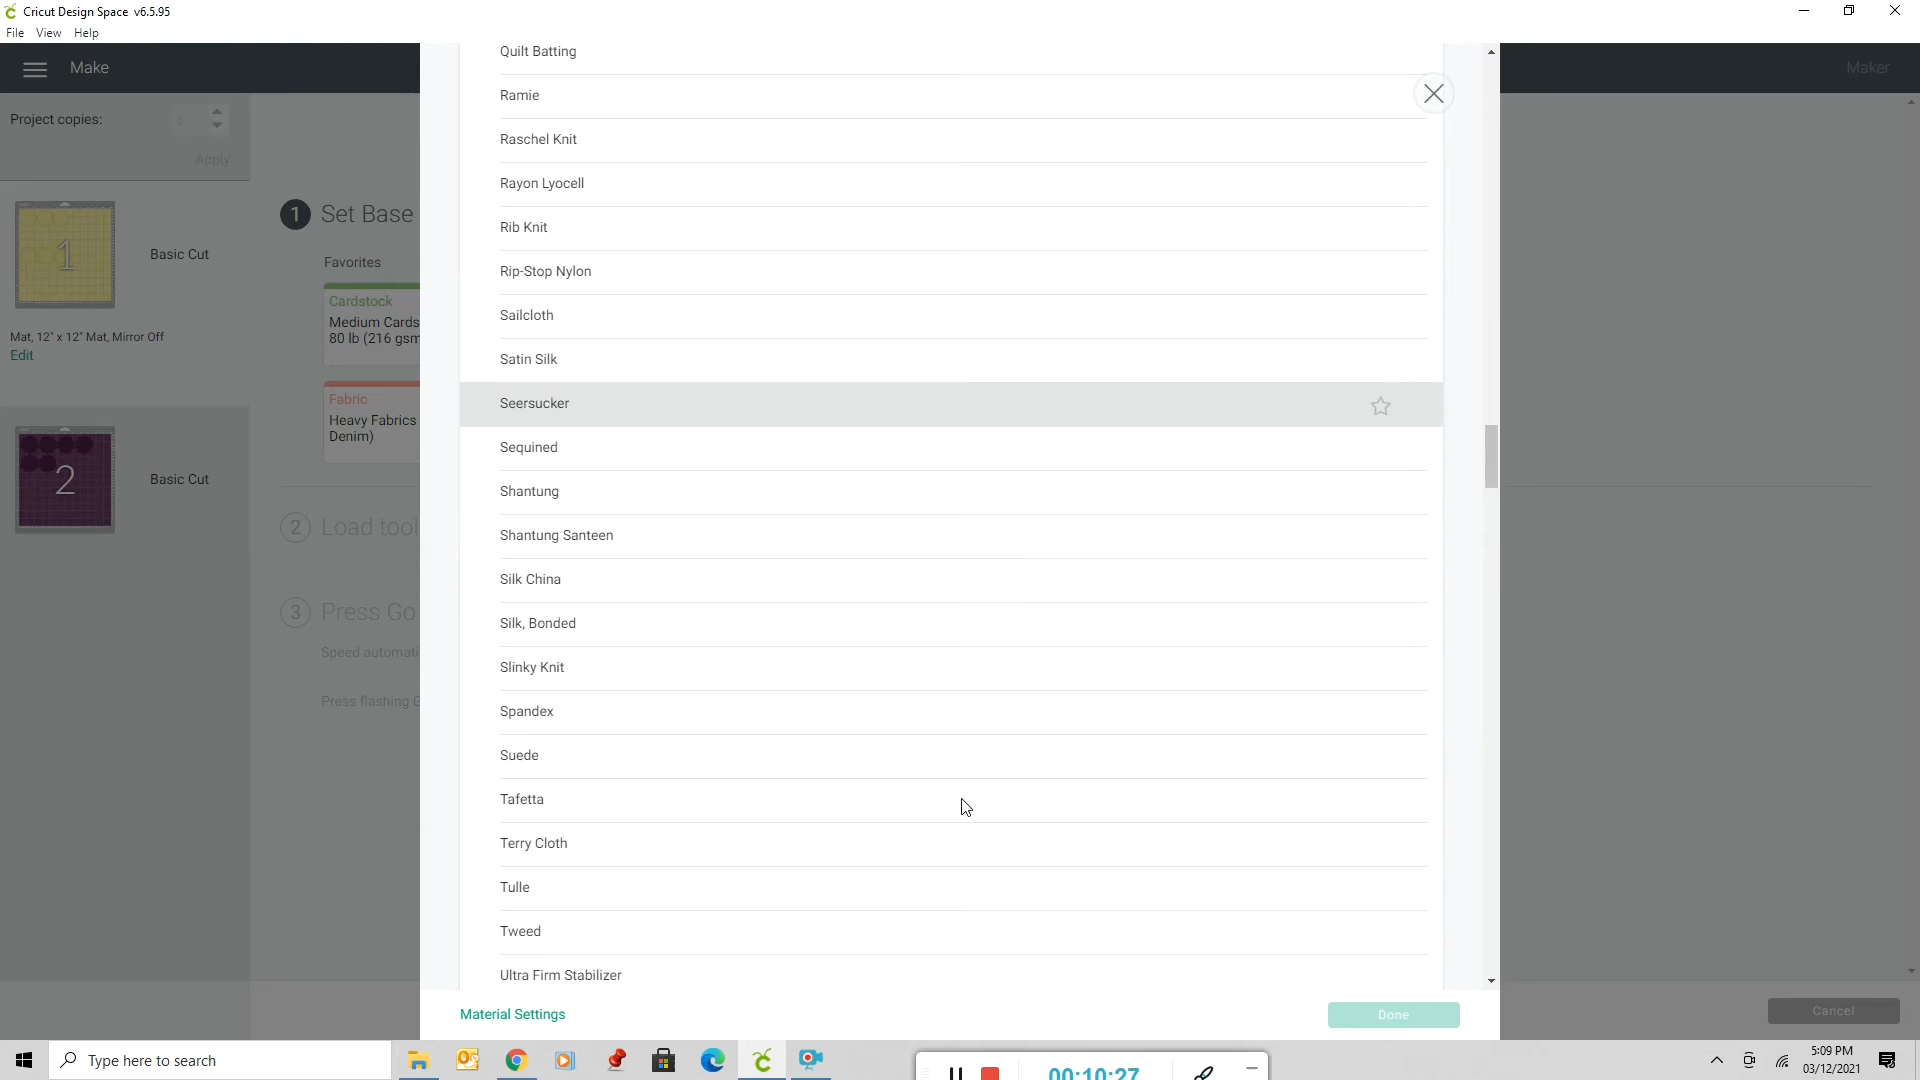 Cricut Design Space v6.5.95
File View Help
Make
Maker
Project copies:
0
Apply
1
Basic Cut
Mat, 12" x 12" Mat, Mirror Off
Edit
2
Basic Cut
1 Set Base
Favorites
Cardstock
Medium Cards
80 lb (216 gsm
Fabric
Heavy Fabrics
Denim)
2 Load tool
3 Press Go
Speed automati
Press flashing G
Quilt Batting
Ramie
Raschel Knit
Rayon Lyocell
Rib Knit
Rip-Stop Nylon
Sailcloth
Satin Silk
Seersucker
Sequined
Shantung
Shantung Santeen
Silk China
Silk, Bonded
Slinky Knit
Spandex
Suede
Tafetta
Terry Cloth
Tulle
Tweed
Ultra Firm Stabilizer
Material Settings
Done
Cancel
Type here to search
00:10:27
5:09 PM
03/12/2021